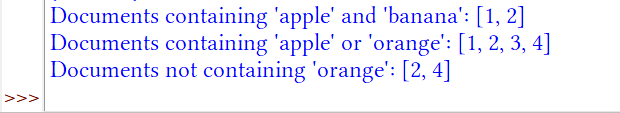 Documents containing 'apple' and 'banana': [1, 2]
Documents containing 'apple' or 'orange': [1, 2, 3, 4]
Documents not containing 'orange': [2, 4]
>>>